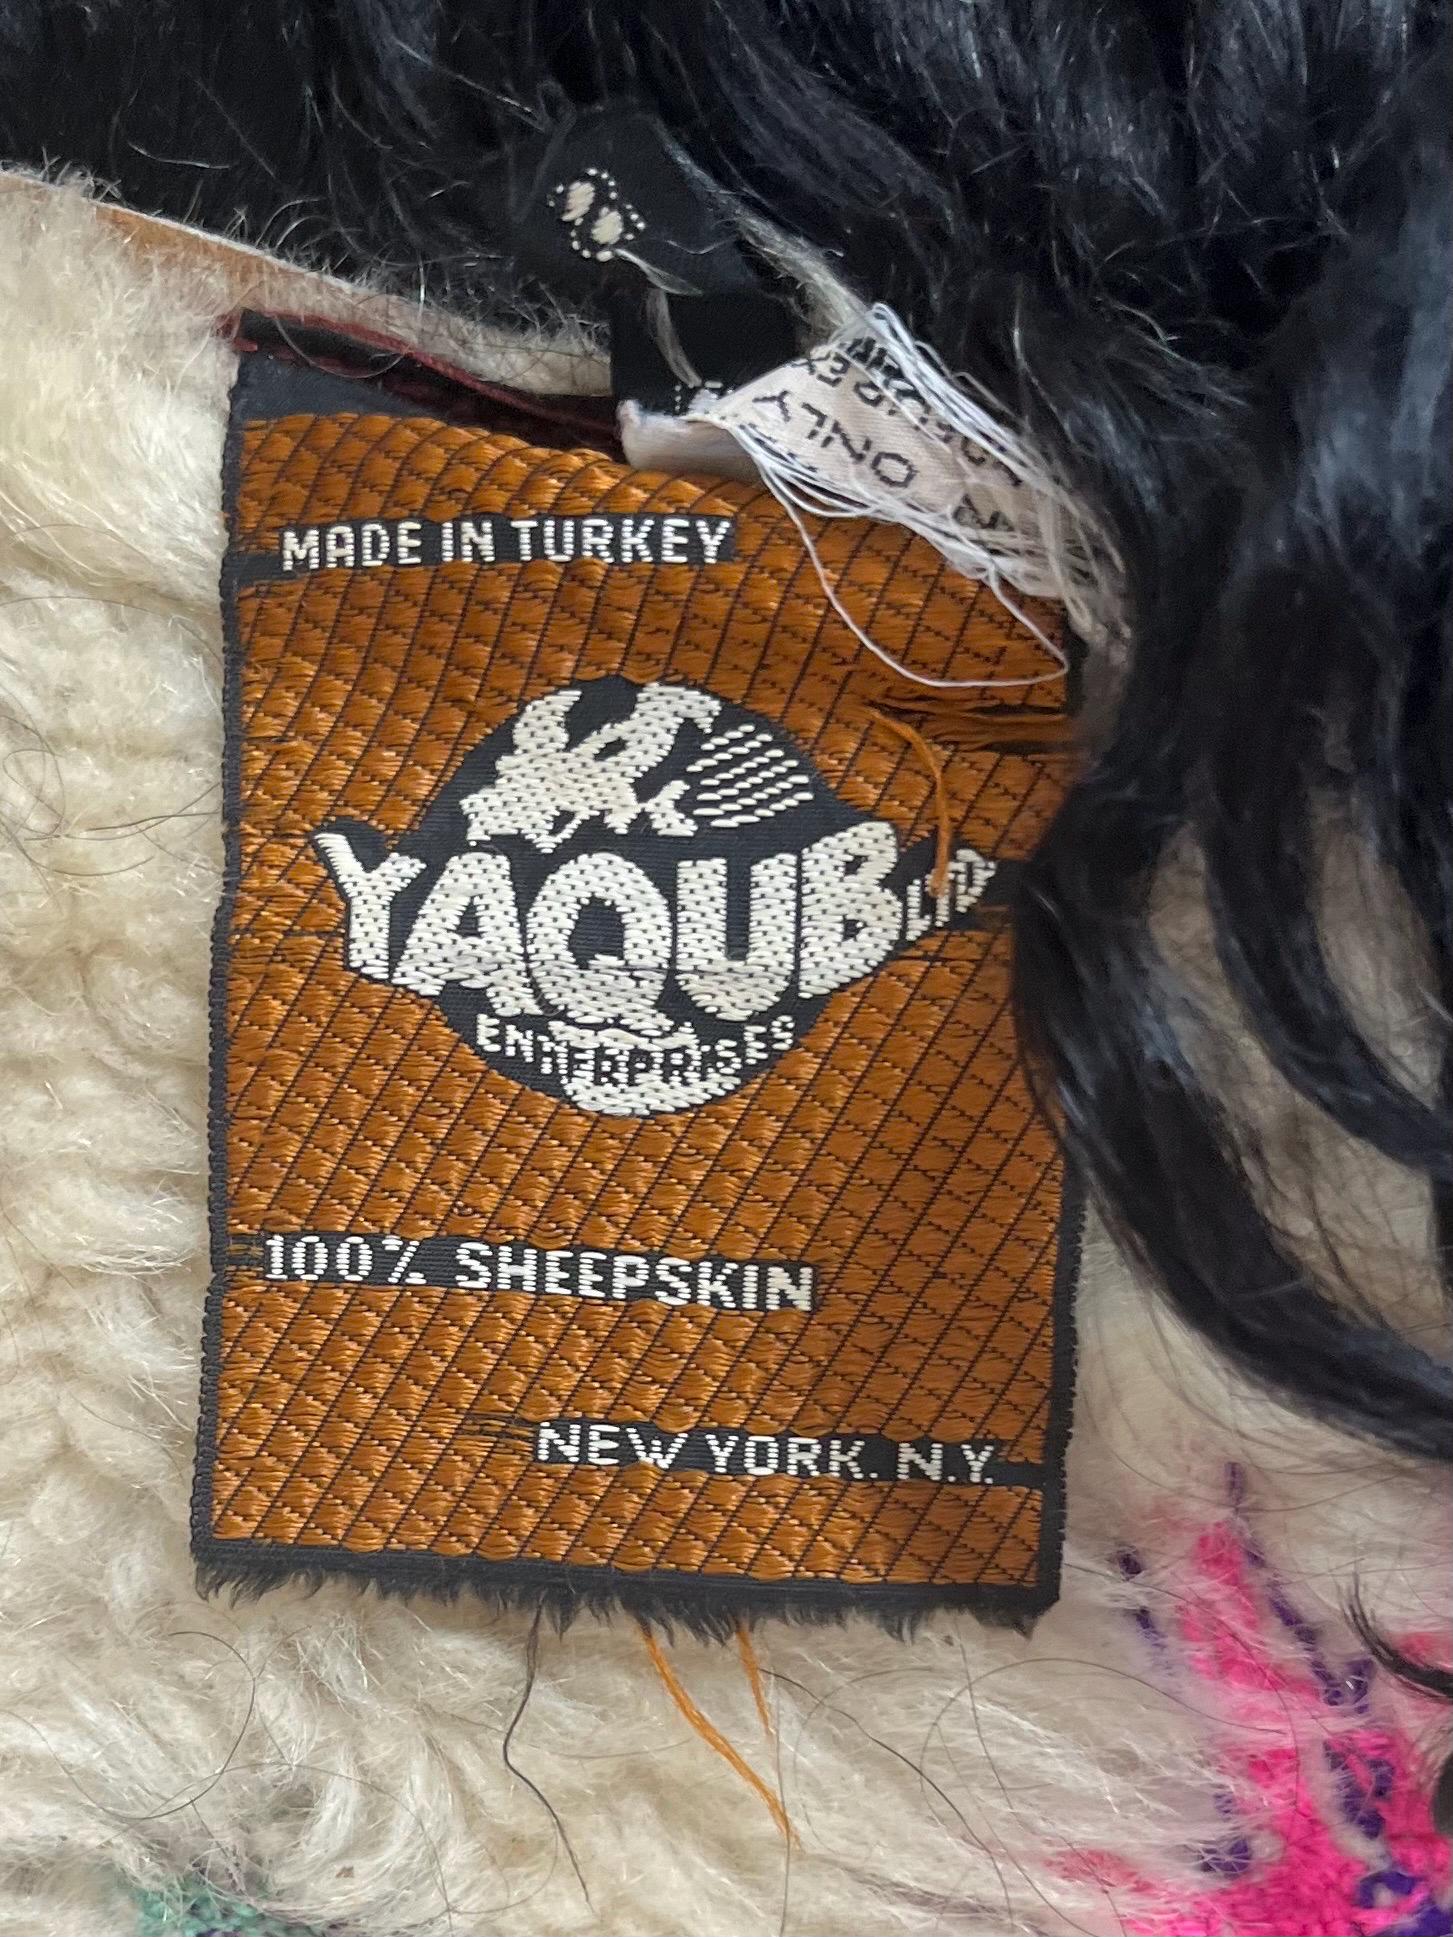 ONLY
MADE IN TURKEY
YAQUB LTD
ENTERPRISES
100% SHEEPSKIN
NEW YORK. N.Y.